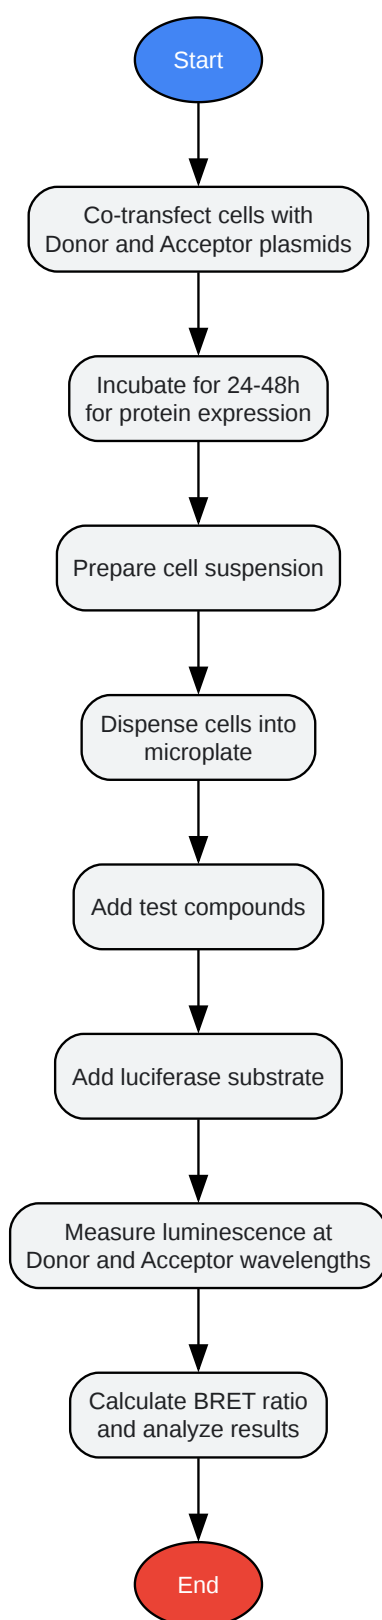 Start
Co-transfect cells with
Donor and Acceptor plasmids
Incubate for 24-48h
for protein expression
Prepare cell suspension
Dispense cells into
microplate
Add test compounds
Add luciferase substrate
Measure luminescence at
Donor and Acceptor wavelengths
Calculate BRET ratio
and analyze results
End